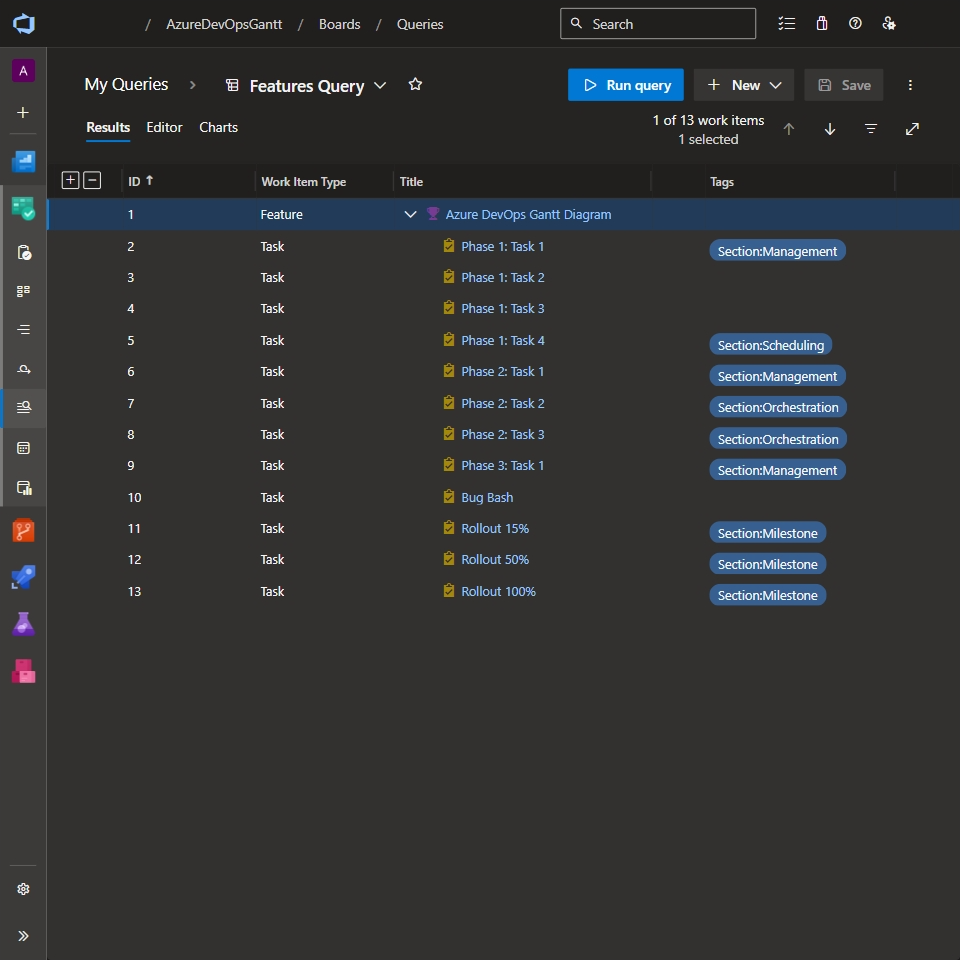 / AzureDevOpsGantt / Boards / Queries Search
A
My Queries > Features Query Run query + New Save
Results Editor Charts 1 of 13 work items
1 selected
ID ↑ Work Item Type Title Tags
1 Feature Azure DevOps Gantt Diagram
2 Task Phase 1: Task 1 Section:Management
3 Task Phase 1: Task 2
4 Task Phase 1: Task 3
5 Task Phase 1: Task 4 Section:Scheduling
6 Task Phase 2: Task 1 Section:Management
7 Task Phase 2: Task 2 Section:Orchestration
8 Task Phase 2: Task 3 Section:Orchestration
9 Task Phase 3: Task 1 Section:Management
10 Task Bug Bash
11 Task Rollout 15% Section:Milestone
12 Task Rollout 50% Section:Milestone
13 Task Rollout 100% Section:Milestone